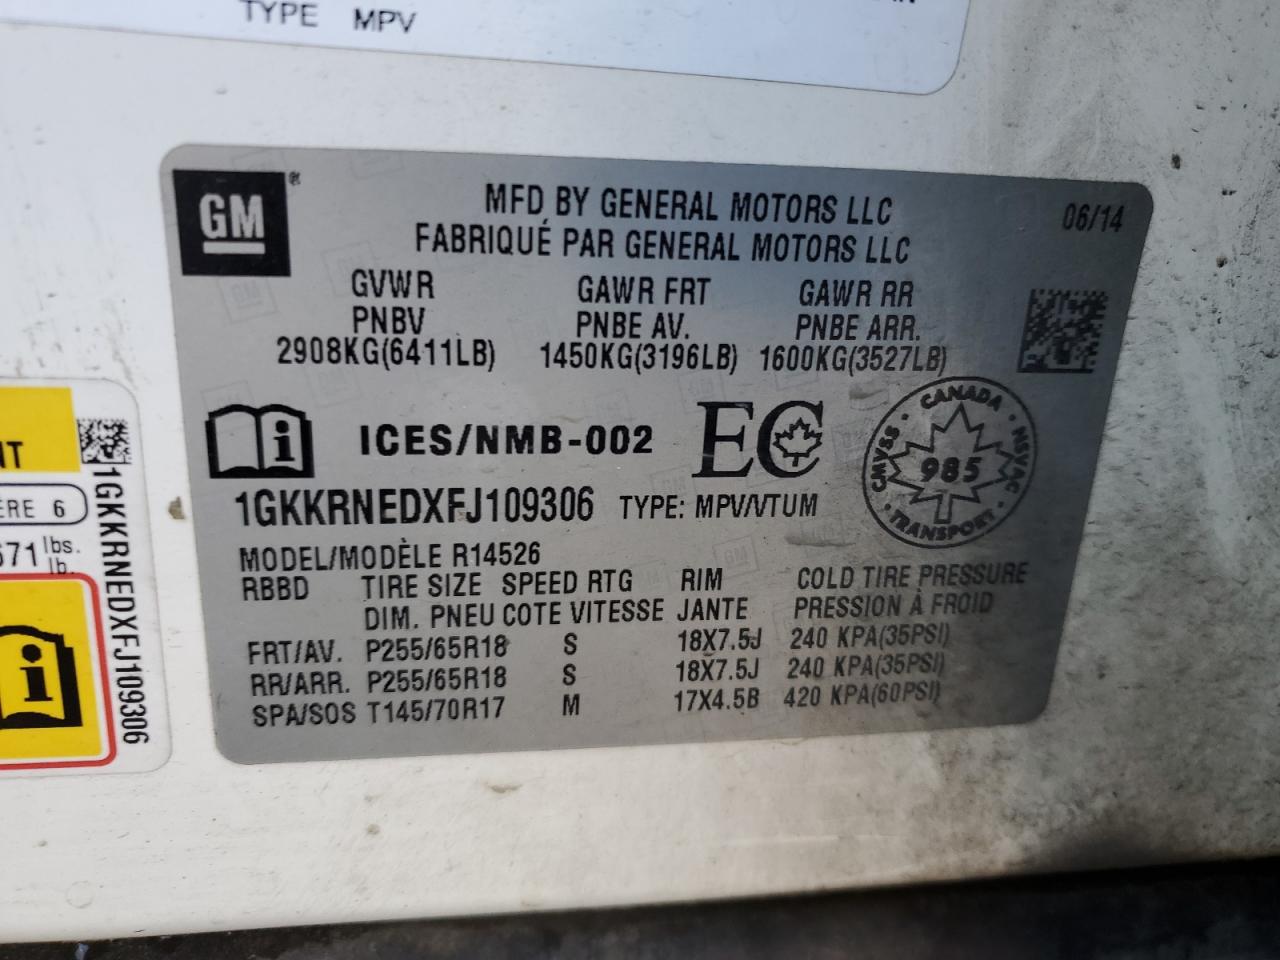 TYPE MPV
GM®
MFD BY GENERAL MOTORS LLC
FABRIQUÉ PAR GENERAL MOTORS LLC
06/14
GVWR GAWR FRT GAWR RR
PNBV PNBE AV. PNBE ARR.
2908KG(6411LB) 1450KG(3196LB) 1600KG(3527LB)
i ICES/NMB-002 EC
CANADA
CMVSS 985 NSVAC
TRANSPORT
1GKKRNEDXFJ109306 TYPE: MPV/VTUM
MODEL/MODÈLE R14526
RBBD TIRE SIZE SPEED RTG RIM COLD TIRE PRESSURE
DIM. PNEU COTE VITESSE JANTE PRESSION À FROID
FRT/AV. P255/65R18 S 18X7.5J 240 KPA(35PSI)
RR/ARR. P255/65R18 S 18X7.5J 240 KPA(35PSI)
SPA/SOS T145/70R17 M 17X4.5B 420 KPA(60PSI)
NT
ÈRE 6
671 lbs.
lb.
i
1GKKRNEDXFJ109306